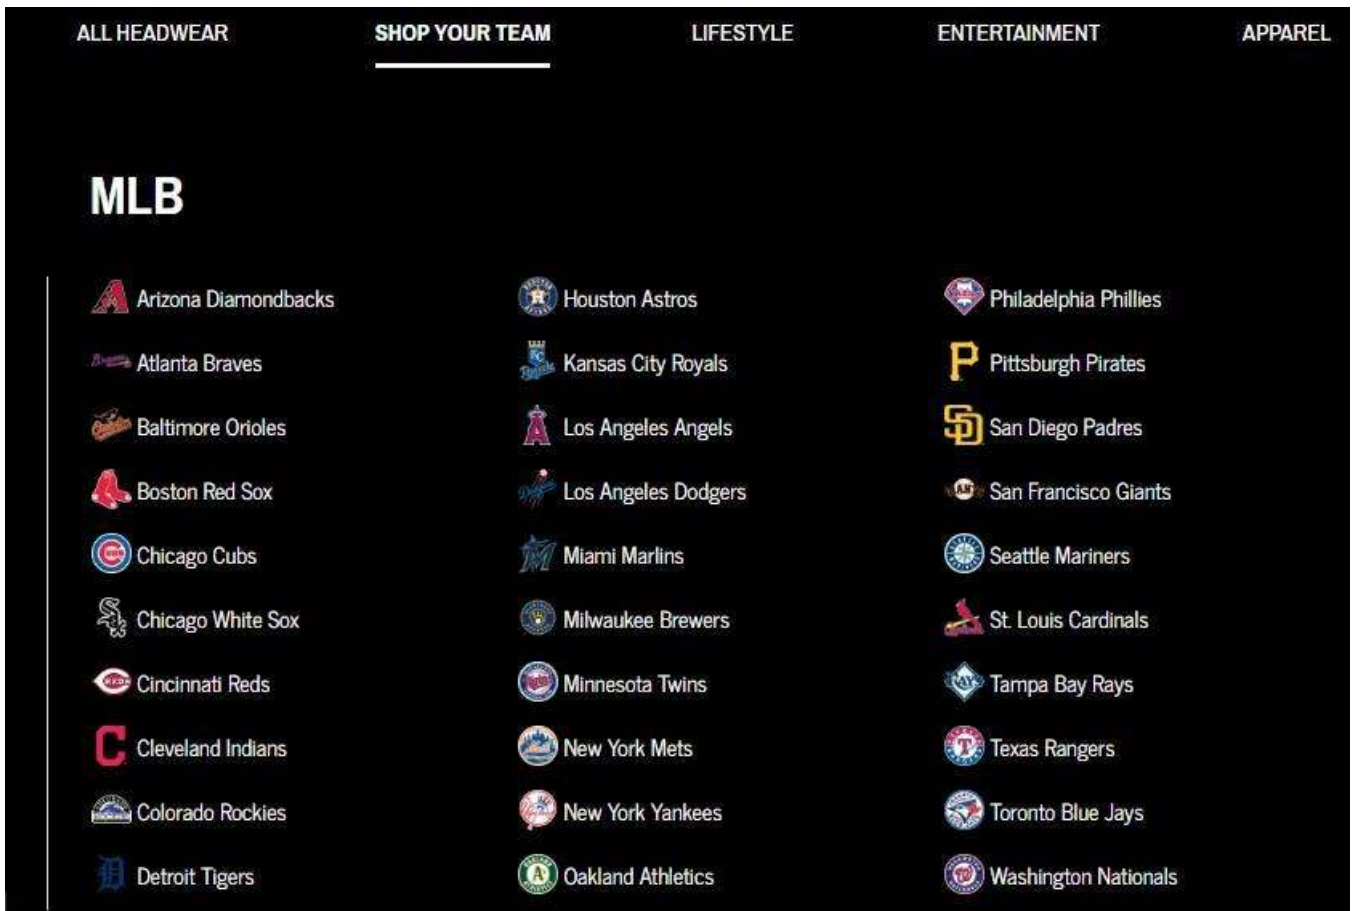 ALL HEADWEAR
SHOP YOUR TEAM
LIFESTYLE
ENTERTAINMENT
APPAREL
MLB
Arizona Diamondbacks
Atlanta Braves
Baltimore Orioles
Boston Red Sox
Chicago Cubs
Chicago White Sox
Cincinnati Reds
Cleveland Indians
Colorado Rockies
Detroit Tigers
Houston Astros
Kansas City Royals
Los Angeles Angels
Los Angeles Dodgers
Miami Marlins
Milwaukee Brewers
Minnesota Twins
New York Mets
New York Yankees
Oakland Athletics
Philadelphia Phillies
Pittsburgh Pirates
San Diego Padres
San Francisco Giants
Seattle Mariners
St. Louis Cardinals
Tampa Bay Rays
Texas Rangers
Toronto Blue Jays
Washington Nationals